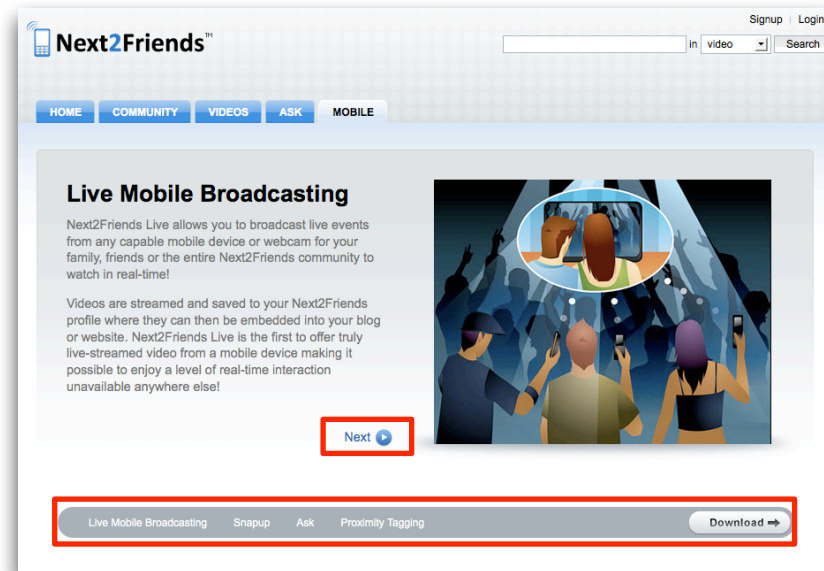 Signup | Login
Next2Friends™
in video Search
HOME COMMUNITY VIDEOS ASK MOBILE
Live Mobile Broadcasting
Next2Friends Live allows you to broadcast live events
from any capable mobile device or webcam for your
family, friends or the entire Next2Friends community to
watch in real-time!
Videos are streamed and saved to your Next2Friends
profile where they can then be embedded into your blog
or website. Next2Friends Live is the first to offer truly
live-streamed video from a mobile device making it
possible to enjoy a level of real-time interaction
unavailable anywhere else!
Next
Live Mobile Broadcasting Snapup Ask Proximity Tagging Download